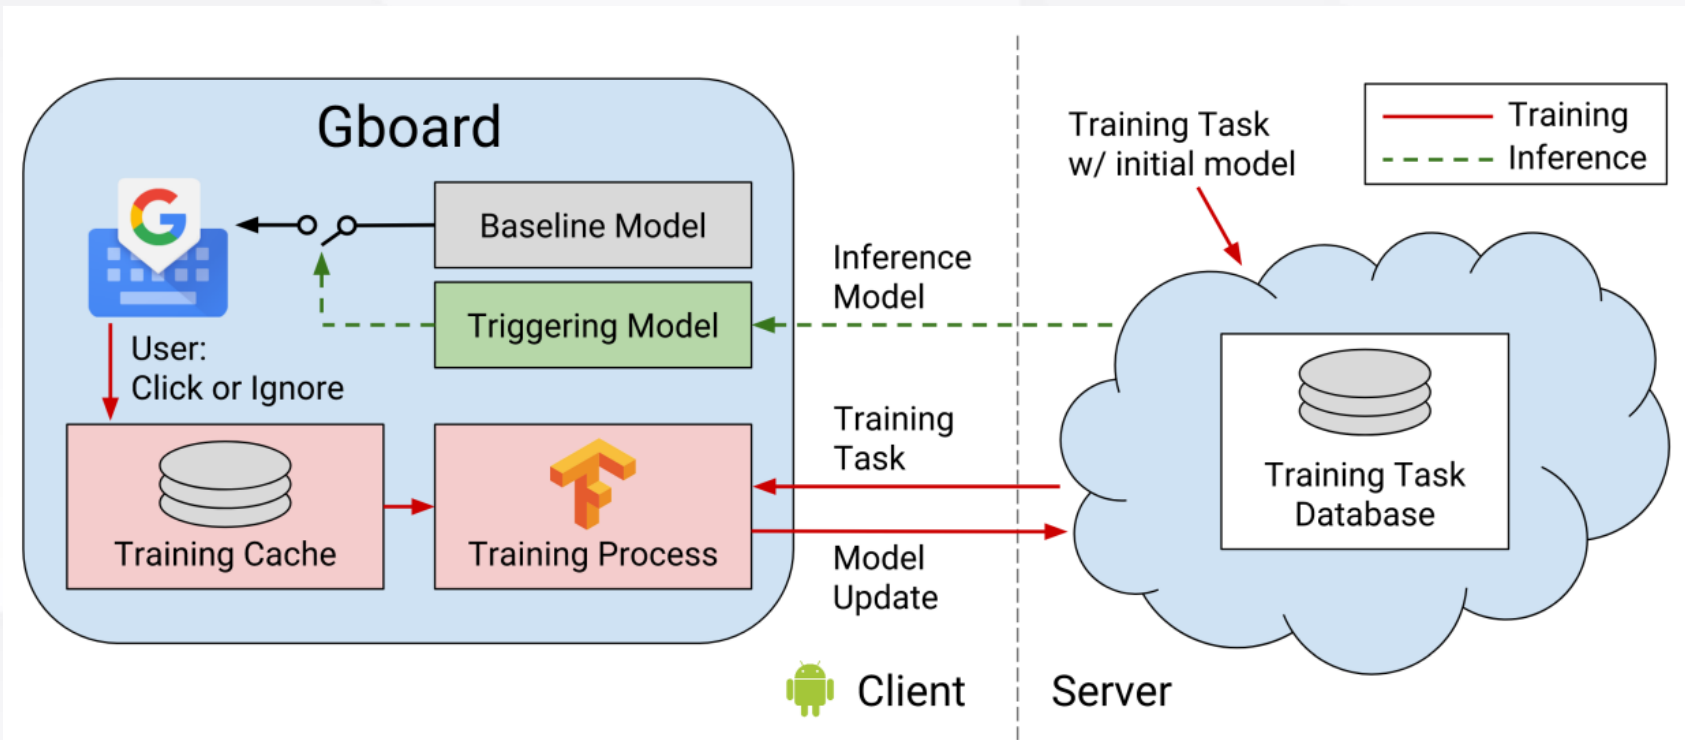 Gboard
Baseline Model
Triggering Model
User:
Click or Ignore
Training Cache
Training Process
Inference
Model
Training
Task
Model
Update
Client
Server
Training Task
w/ initial model
Training
Inference
Training Task
Database